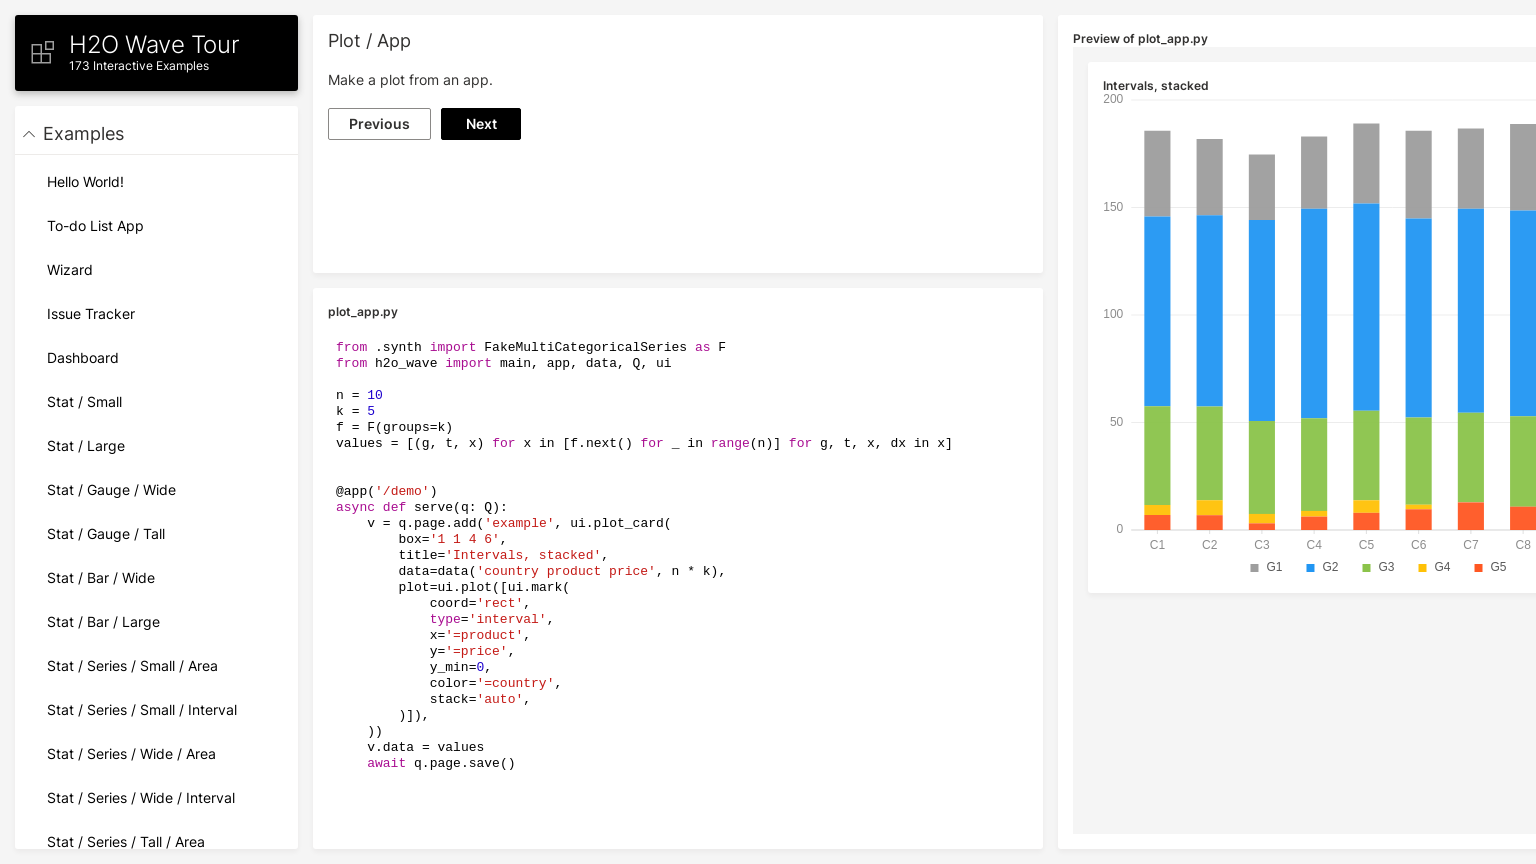 H2O Wave Tour
173 Interactive Examples
Examples
Hello World!
To-do List App
Wizard
Issue Tracker
Dashboard
Stat / Small
Stat / Large
Stat / Gauge / Wide
Stat / Gauge / Tall
Stat / Bar / Wide
Stat / Bar / Large
Stat / Series / Small / Area
Stat / Series / Small / Interval
Stat / Series / Wide / Area
Stat / Series / Wide / Interval
Stat / Series / Tall / Area
Plot / App
Make a plot from an app.
Previous
Next
plot_app.py
from .synth import FakeMultiCategoricalSeries as F
from h2o_wave import main, app, data, Q, ui
n = 10
k = 5
f = F(groups=k)
values = [(g, t, x) for x in [f.next() for _ in range(n)] for g, t, x, dx in x]
@app('/demo')
async def serve(q: Q):
    v = q.page.add('example', ui.plot_card(
        box='1 1 4 6',
        title='Intervals, stacked',
        data=data('country product price', n * k),
        plot=ui.plot([ui.mark(
            coord='rect',
            type='interval',
            x='=product',
            y='=price',
            y_min=0,
            color='=country',
            stack='auto',
        )]),
    ))
    v.data = values
    await q.page.save()
Preview of plot_app.py
Intervals, stacked
200
150
100
50
0
C1 C2 C3 C4 C5 C6 C7 C8
G1 G2 G3 G4 G5